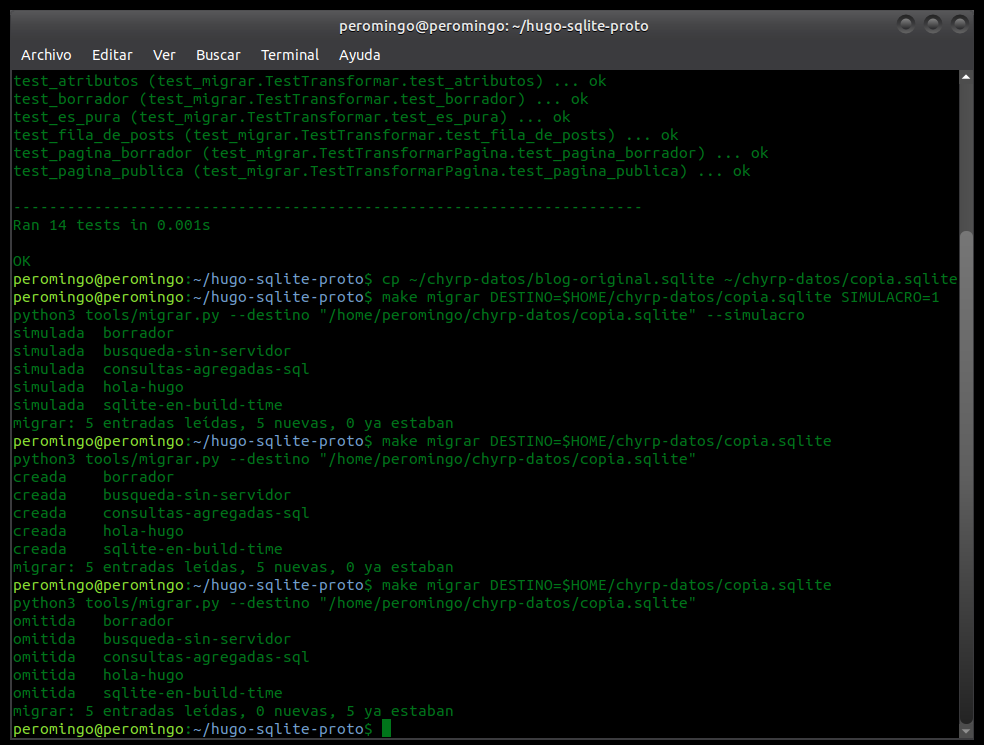 peromingo@peromingo: ~/hugo-sqlite-proto
Archivo Editar Ver Buscar Terminal Ayuda
test_atributos (test_migrar.TestTransformar.test_atributos) ... ok
test_borrador (test_migrar.TestTransformar.test_borrador) ... ok
test_es_pura (test_migrar.TestTransformar.test_es_pura) ... ok
test_fila_de_posts (test_migrar.TestTransformar.test_fila_de_posts) ... ok
test_pagina_borrador (test_migrar.TestTransformarPagina.test_pagina_borrador) ... ok
test_pagina_publica (test_migrar.TestTransformarPagina.test_pagina_publica) ... ok
----------------------------------------------------------------------
Ran 14 tests in 0.001s
OK
peromingo@peromingo:~/hugo-sqlite-proto$ cp ~/chyrp-datos/blog-original.sqlite ~/chyrp-datos/copia.sqlite
peromingo@peromingo:~/hugo-sqlite-proto$ make migrar DESTINO=$HOME/chyrp-datos/copia.sqlite SIMULACRO=1
python3 tools/migrar.py --destino "/home/peromingo/chyrp-datos/copia.sqlite" --simulacro
simulada  borrador
simulada  busqueda-sin-servidor
simulada  consultas-agregadas-sql
simulada  hola-hugo
simulada  sqlite-en-build-time
migrar: 5 entradas leídas, 5 nuevas, 0 ya estaban
peromingo@peromingo:~/hugo-sqlite-proto$ make migrar DESTINO=$HOME/chyrp-datos/copia.sqlite
python3 tools/migrar.py --destino "/home/peromingo/chyrp-datos/copia.sqlite"
creada    borrador
creada    busqueda-sin-servidor
creada    consultas-agregadas-sql
creada    hola-hugo
creada    sqlite-en-build-time
migrar: 5 entradas leídas, 5 nuevas, 0 ya estaban
peromingo@peromingo:~/hugo-sqlite-proto$ make migrar DESTINO=$HOME/chyrp-datos/copia.sqlite
python3 tools/migrar.py --destino "/home/peromingo/chyrp-datos/copia.sqlite"
omitida   borrador
omitida   busqueda-sin-servidor
omitida   consultas-agregadas-sql
omitida   hola-hugo
omitida   sqlite-en-build-time
migrar: 5 entradas leídas, 0 nuevas, 5 ya estaban
peromingo@peromingo:~/hugo-sqlite-proto$